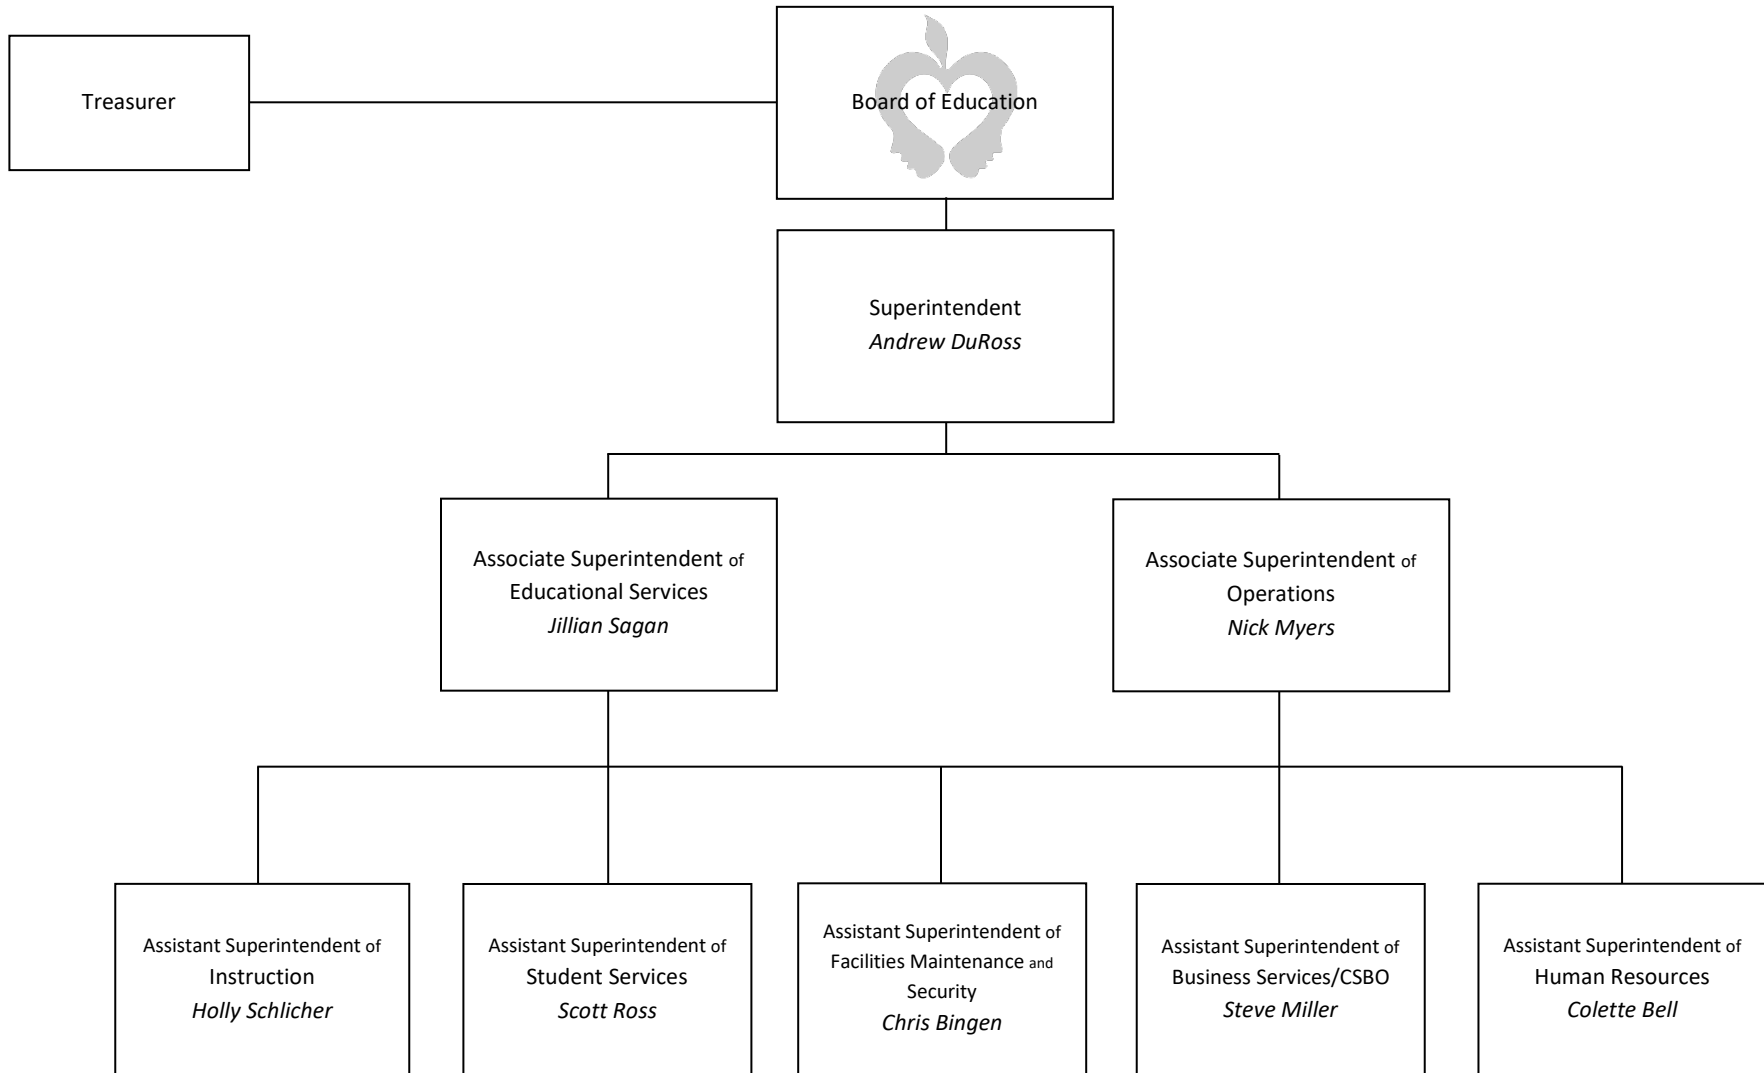 Treasurer
Board of Education
Superintendent
Andrew DuRoss
Associate Superintendent of
Educational Services
Jillian Sagan
Associate Superintendent of
Operations
Nick Myers
Assistant Superintendent of
Instruction
Holly Schlicher
Assistant Superintendent of
Student Services
Scott Ross
Assistant Superintendent of
Facilities Maintenance and
Security
Chris Bingen
Assistant Superintendent of
Business Services/CSBO
Steve Miller
Assistant Superintendent of
Human Resources
Colette Bell